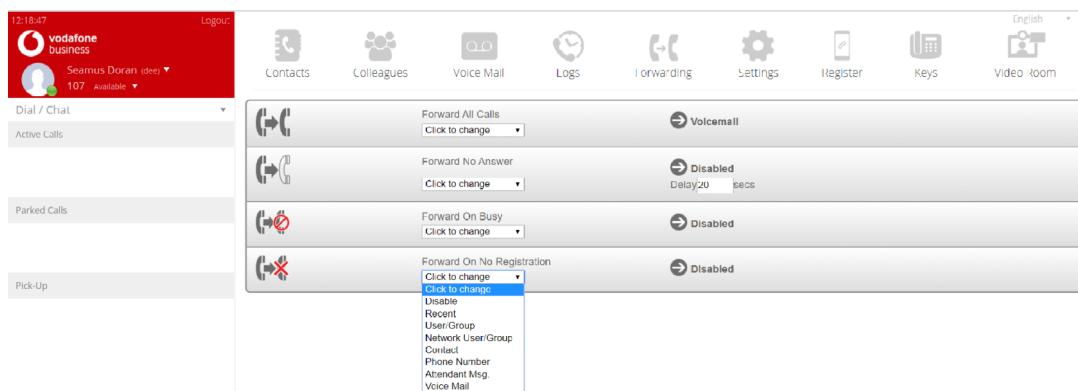 12:18:47 Logout
vodafone
business
Seamus Doran (dee)
107 Available
Dial / Chat
Active Calls
Parked Calls
Pick-Up
English
Contacts Colleagues Voice Mail Logs Forwarding Settings Register Keys Video Room
Forward All Calls
Click to change
Voicemail
Forward No Answer
Click to change
Disabled
Delay 20 secs
Forward On Busy
Click to change
Disabled
Forward On No Registration
Click to change
Disabled
Click to change
Disable
Recent
User/Group
Network User/Group
Contact
Phone Number
Attendant Msg.
Voice Mail